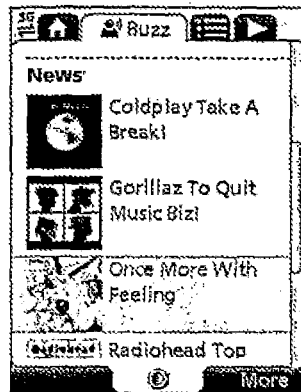 3G
Buzz
News
Coldplay Take A
Break!
Gorillaz To Quit
Music Biz!
Once More With
Feeling
Radiohead Top
More